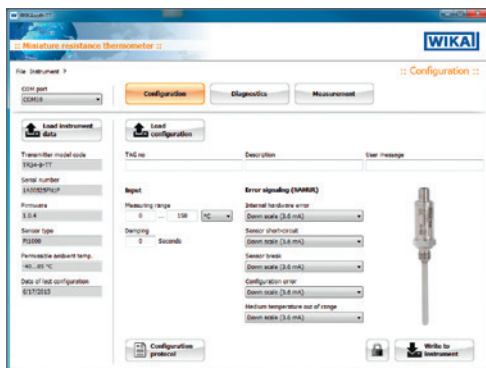 WIKAsoft-TT
:: Miniature resistance thermometer ::
WIKA
File Instrument ?
:: Configuration ::
COM port
COM18
Configuration
Diagnostics
Measurement
Load instrument
data
Load
configuration
Transmitter model code
TAG no
Description
User message
TR34-B-TT
Serial number
Firmware
Input
Error signaling (NAMUR)
1.0.4
Measuring range
Internal hardware error
0 ... 150 °C
Down scale (3.6 mA)
Sensor type
Damping
Sensor short-circuit
Pt1000
0 Seconds
Down scale (3.6 mA)
Permissible ambient temp.
Sensor break
-40...85 °C
Down scale (3.6 mA)
Date of last configuration
Configuration error
6/17/2015
Down scale (3.6 mA)
Medium temperature out of range
Down scale (3.6 mA)
Configuration
protocol
Write to
instrument